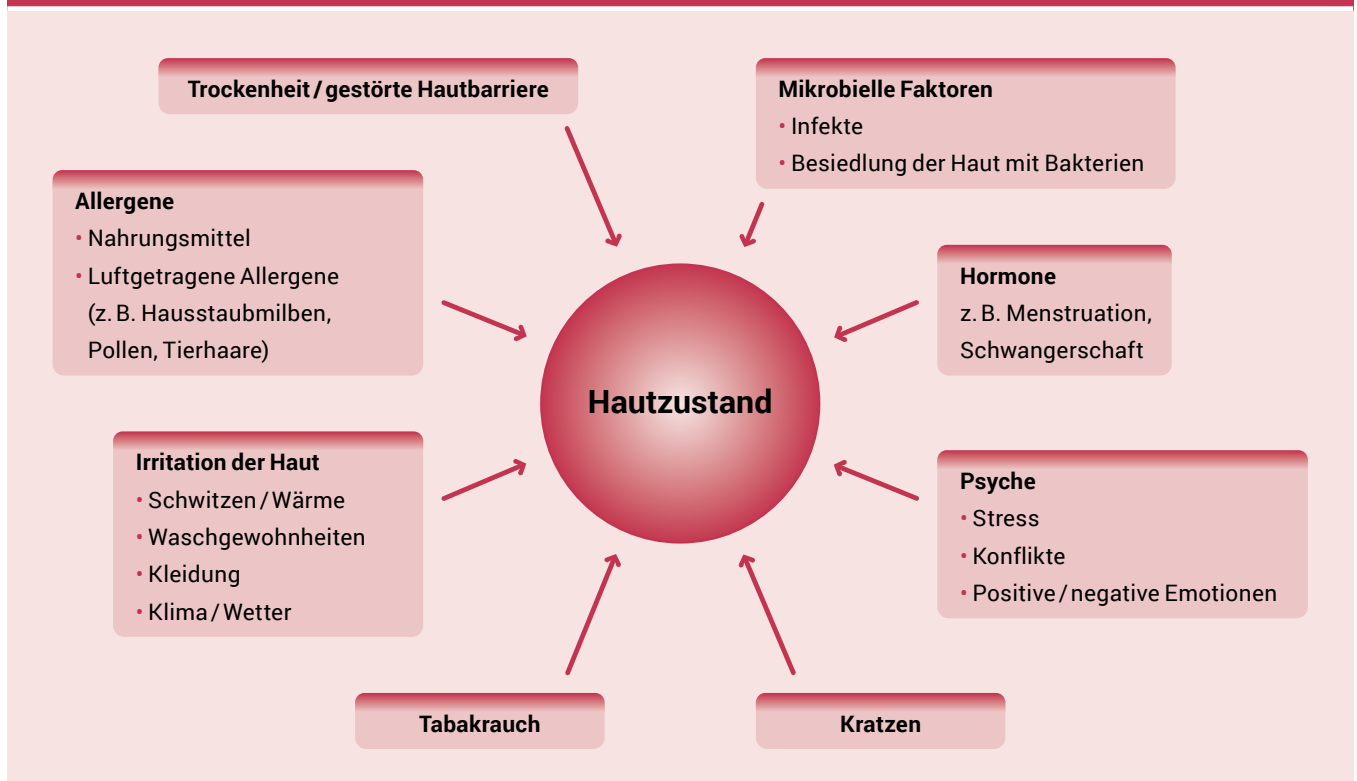 Trockenheit / gestörte Hautbarriere
Mikrobielle Faktoren
• Infekte
• Besiedlung der Haut mit Bakterien
Allergene
• Nahrungsmittel
• Luftgetragene Allergene
(z. B. Hausstaubmilben,
Pollen, Tierhaare)
Hormone
z. B. Menstruation,
Schwangerschaft
Hautzustand
Irritation der Haut
• Schwitzen / Wärme
• Waschgewohnheiten
• Kleidung
• Klima / Wetter
Psyche
• Stress
• Konflikte
• Positive / negative Emotionen
Tabakrauch
Kratzen